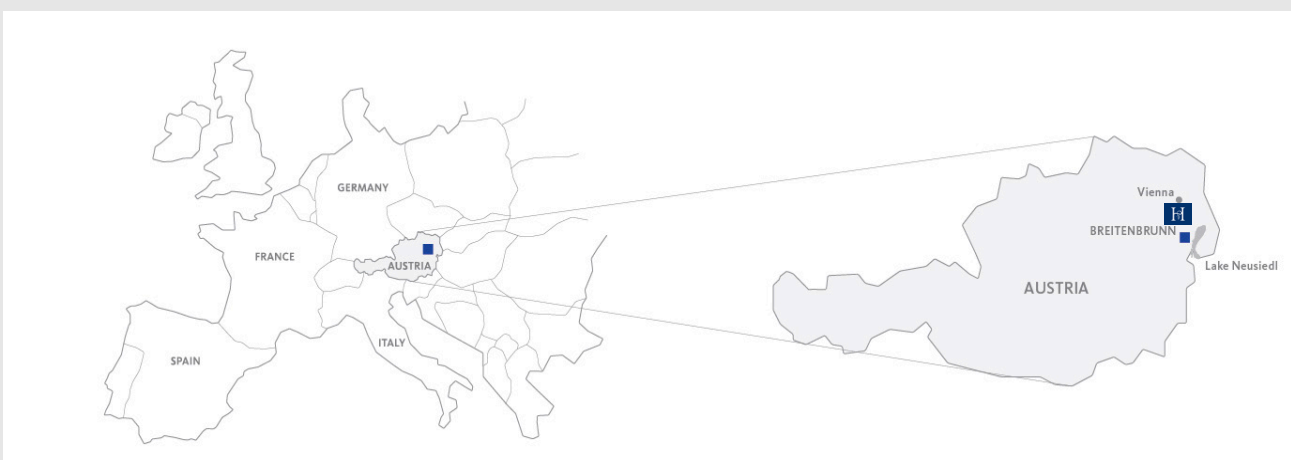 GERMANY
FRANCE
AUSTRIA
SPAIN
ITALY
Vienna
H
BREITENBRUNN
Lake Neusiedl
AUSTRIA